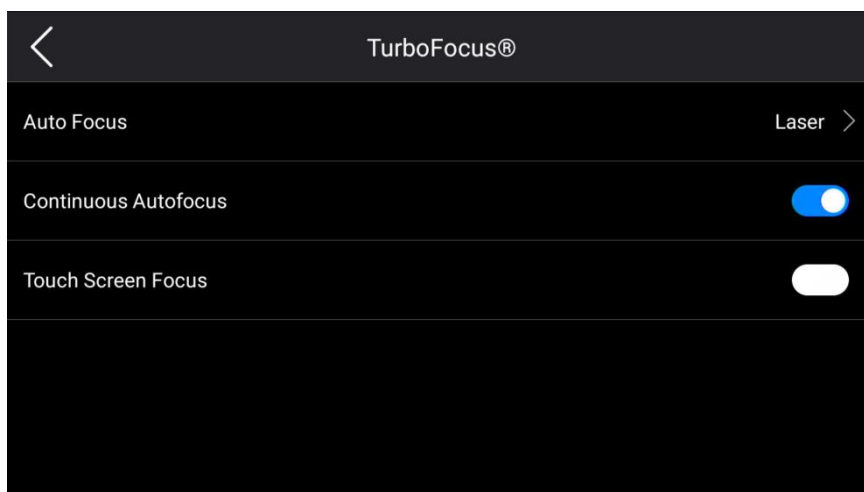 TurboFocus®
Auto Focus
Laser
Continuous Autofocus
Touch Screen Focus